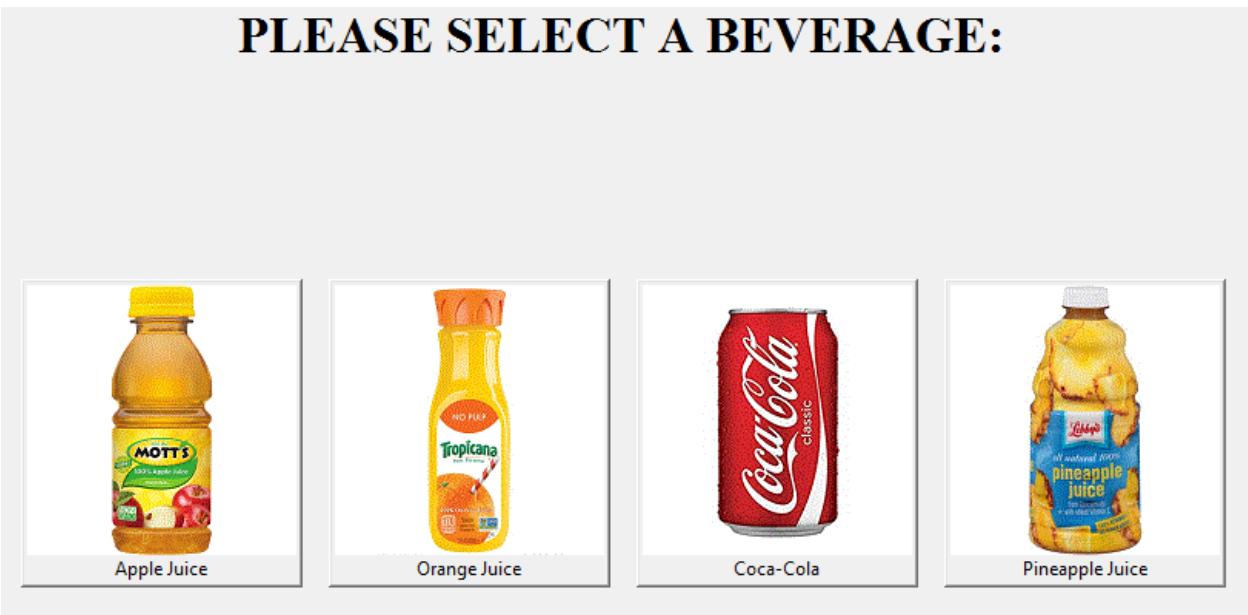 PLEASE SELECT A BEVERAGE:
MOTT'S
100% Apple Juice
Apple Juice
NO PULP
Tropicana
Orange Juice
Coca-Cola
classic
Coca-Cola
Libby's
all natural 100%
pineapple
juice
Pineapple Juice